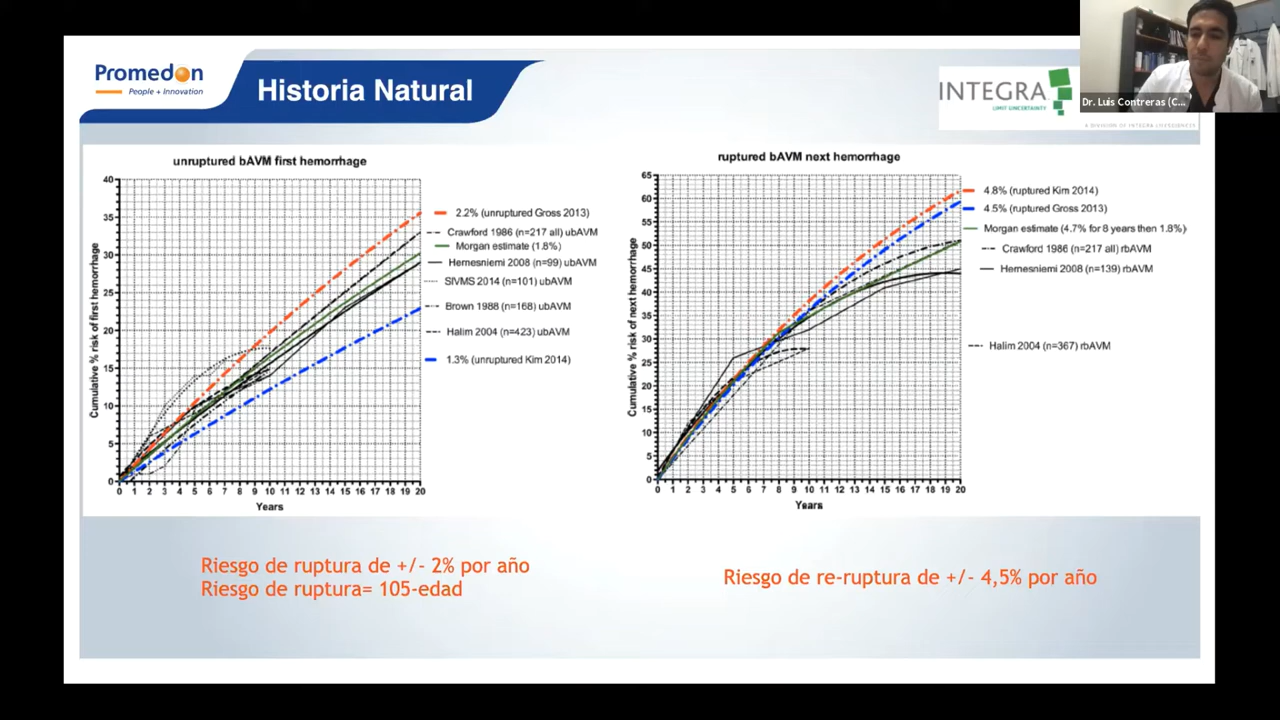 Promedon
People + Innovation
Historia Natural
INTEGRA
LIMIT UNCERTAINTY
A DIVISION OF INTEGRA LIFESCIENCES
Dr. Luis Contreras (C...
unruptured bAVM first hemorrhage
Cumulative % risk of first hemorrhage
40
35
30
25
20
15
10
5
0
0 1 2 3 4 5 6 7 8 9 10 11 12 13 14 15 16 17 18 19 20
Years
2.2% (unruptured Gross 2013)
Crawford 1986 (n=217 all) ubAVM
Morgan estimate (1.8%)
Hernesniemi 2008 (n=99) ubAVM
SIVMS 2014 (n=101) ubAVM
Brown 1988 (n=168) ubAVM
Halim 2004 (n=423) ubAVM
1.3% (unruptured Kim 2014)
ruptured bAVM next hemorrhage
Cumulative % risk of next hemorrhage
65
60
55
50
45
40
35
30
25
20
15
10
5
0
0 1 2 3 4 5 6 7 8 9 10 11 12 13 14 15 16 17 18 19 20
Years
4.8% (ruptured Kim 2014)
4.5% (ruptured Gross 2013)
Morgan estimate (4.7% for 8 years then 1.8%)
Crawford 1986 (n=217 all) rbAVM
Hernesniemi 2008 (n=139) rbAVM
Halim 2004 (n=367) rbAVM
Riesgo de ruptura de +/- 2% por año
Riesgo de ruptura= 105-edad
Riesgo de re-ruptura de +/- 4,5% por año